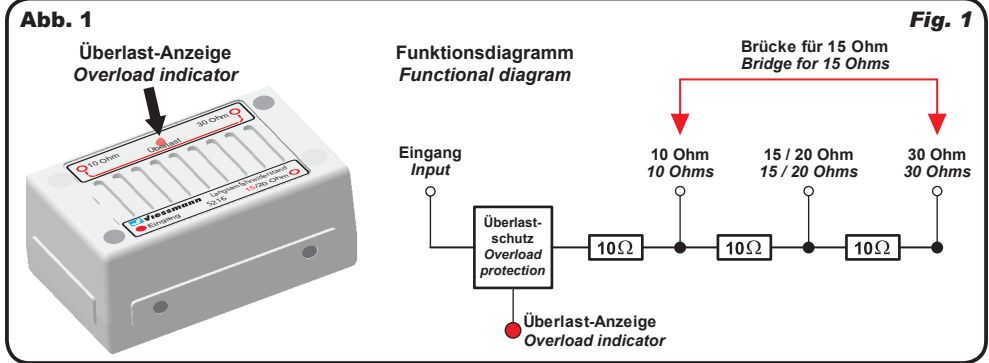 Abb. 1
Fig. 1
Überlast-Anzeige
Overload indicator
10 Ohm
Überlast
30 Ohm
Viessmann
Eingang
5216
Langsamfahrwiderstand
15/20 Ohm
Funktionsdiagramm
Functional diagram
Brücke für 15 Ohm
Bridge for 15 Ohms
Eingang
Input
10 Ohm
10 Ohms
15 / 20 Ohm
15 / 20 Ohms
30 Ohm
30 Ohms
Überlast-
schutz
Overload
protection
10Ω
10Ω
10Ω
Überlast-Anzeige
Overload indicator